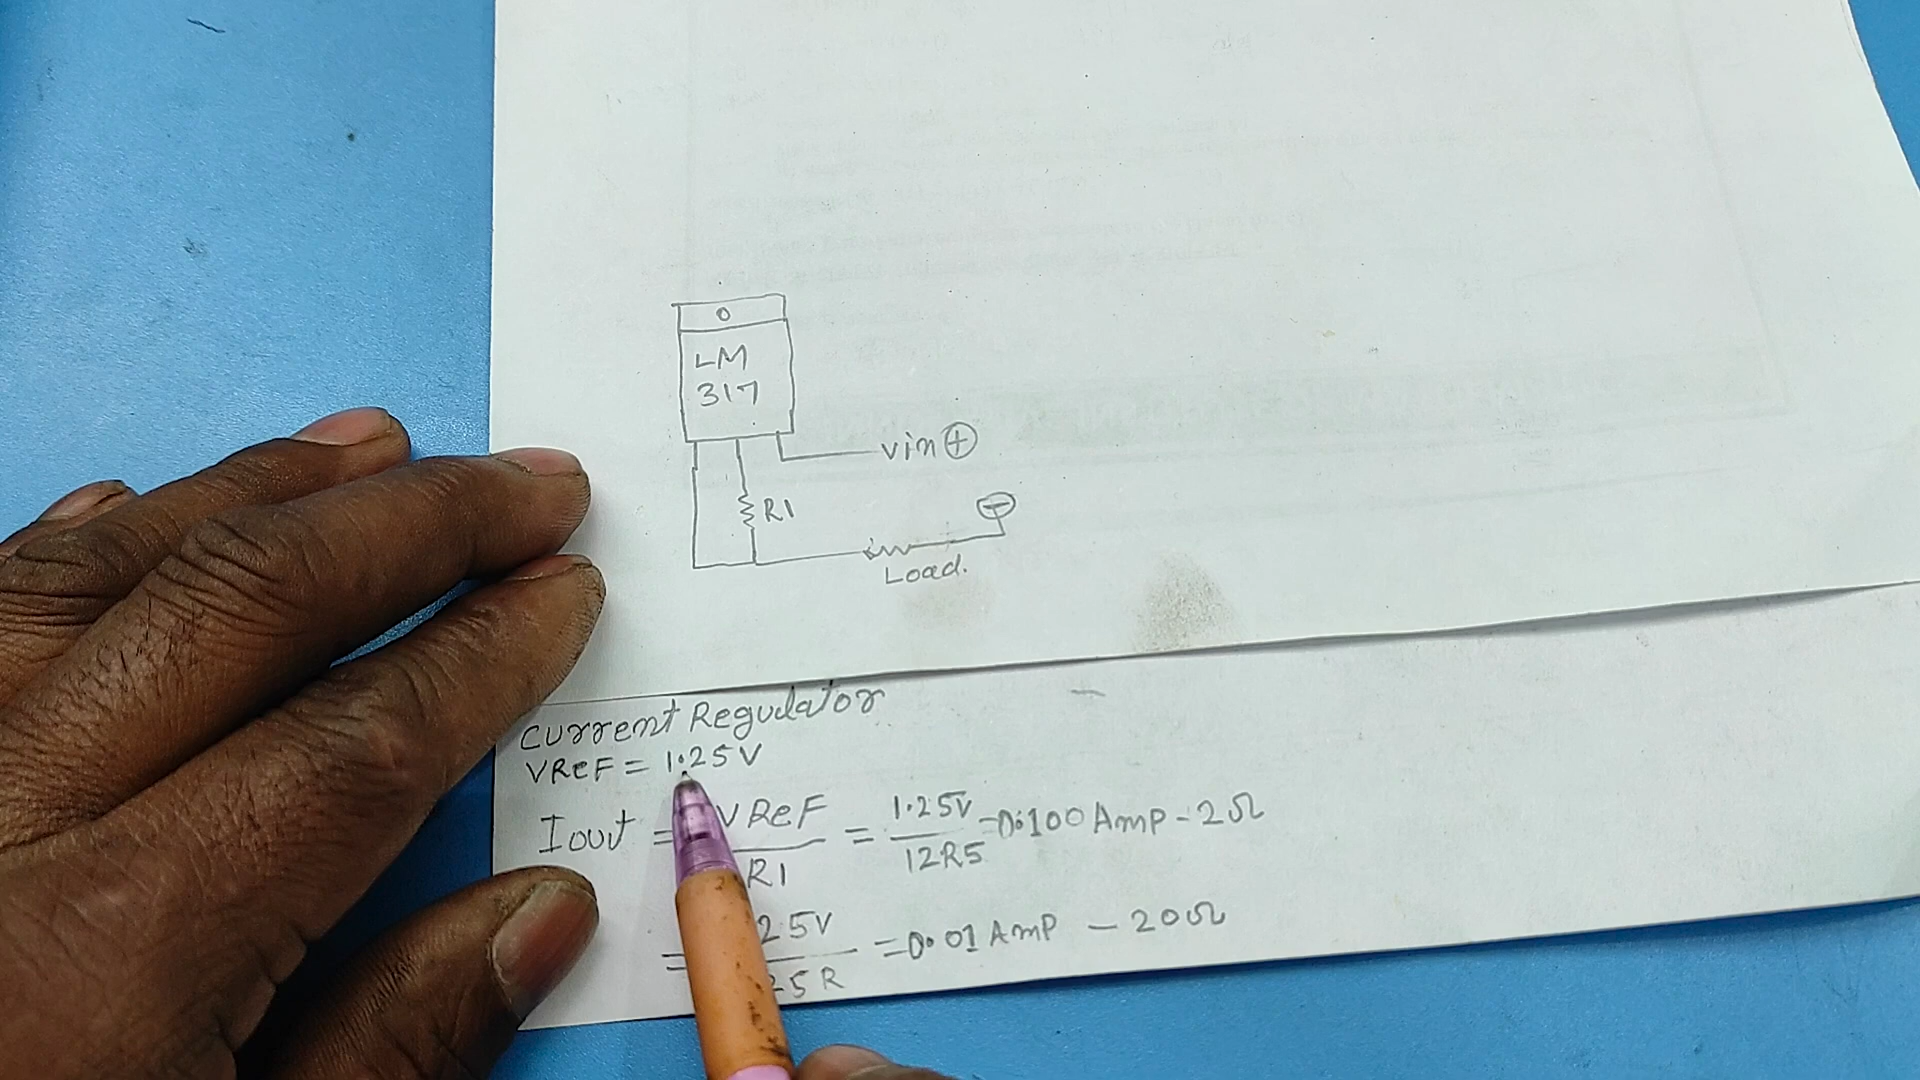 LM
317
vin +
R1
-
Load.
Current Regulator
VReF = 1.25V
Iout = VReF / R1 = 1.25V / 12R5 = 0.100 Amp - 2Ω
= 25V / 25R = 0.01 Amp - 20Ω